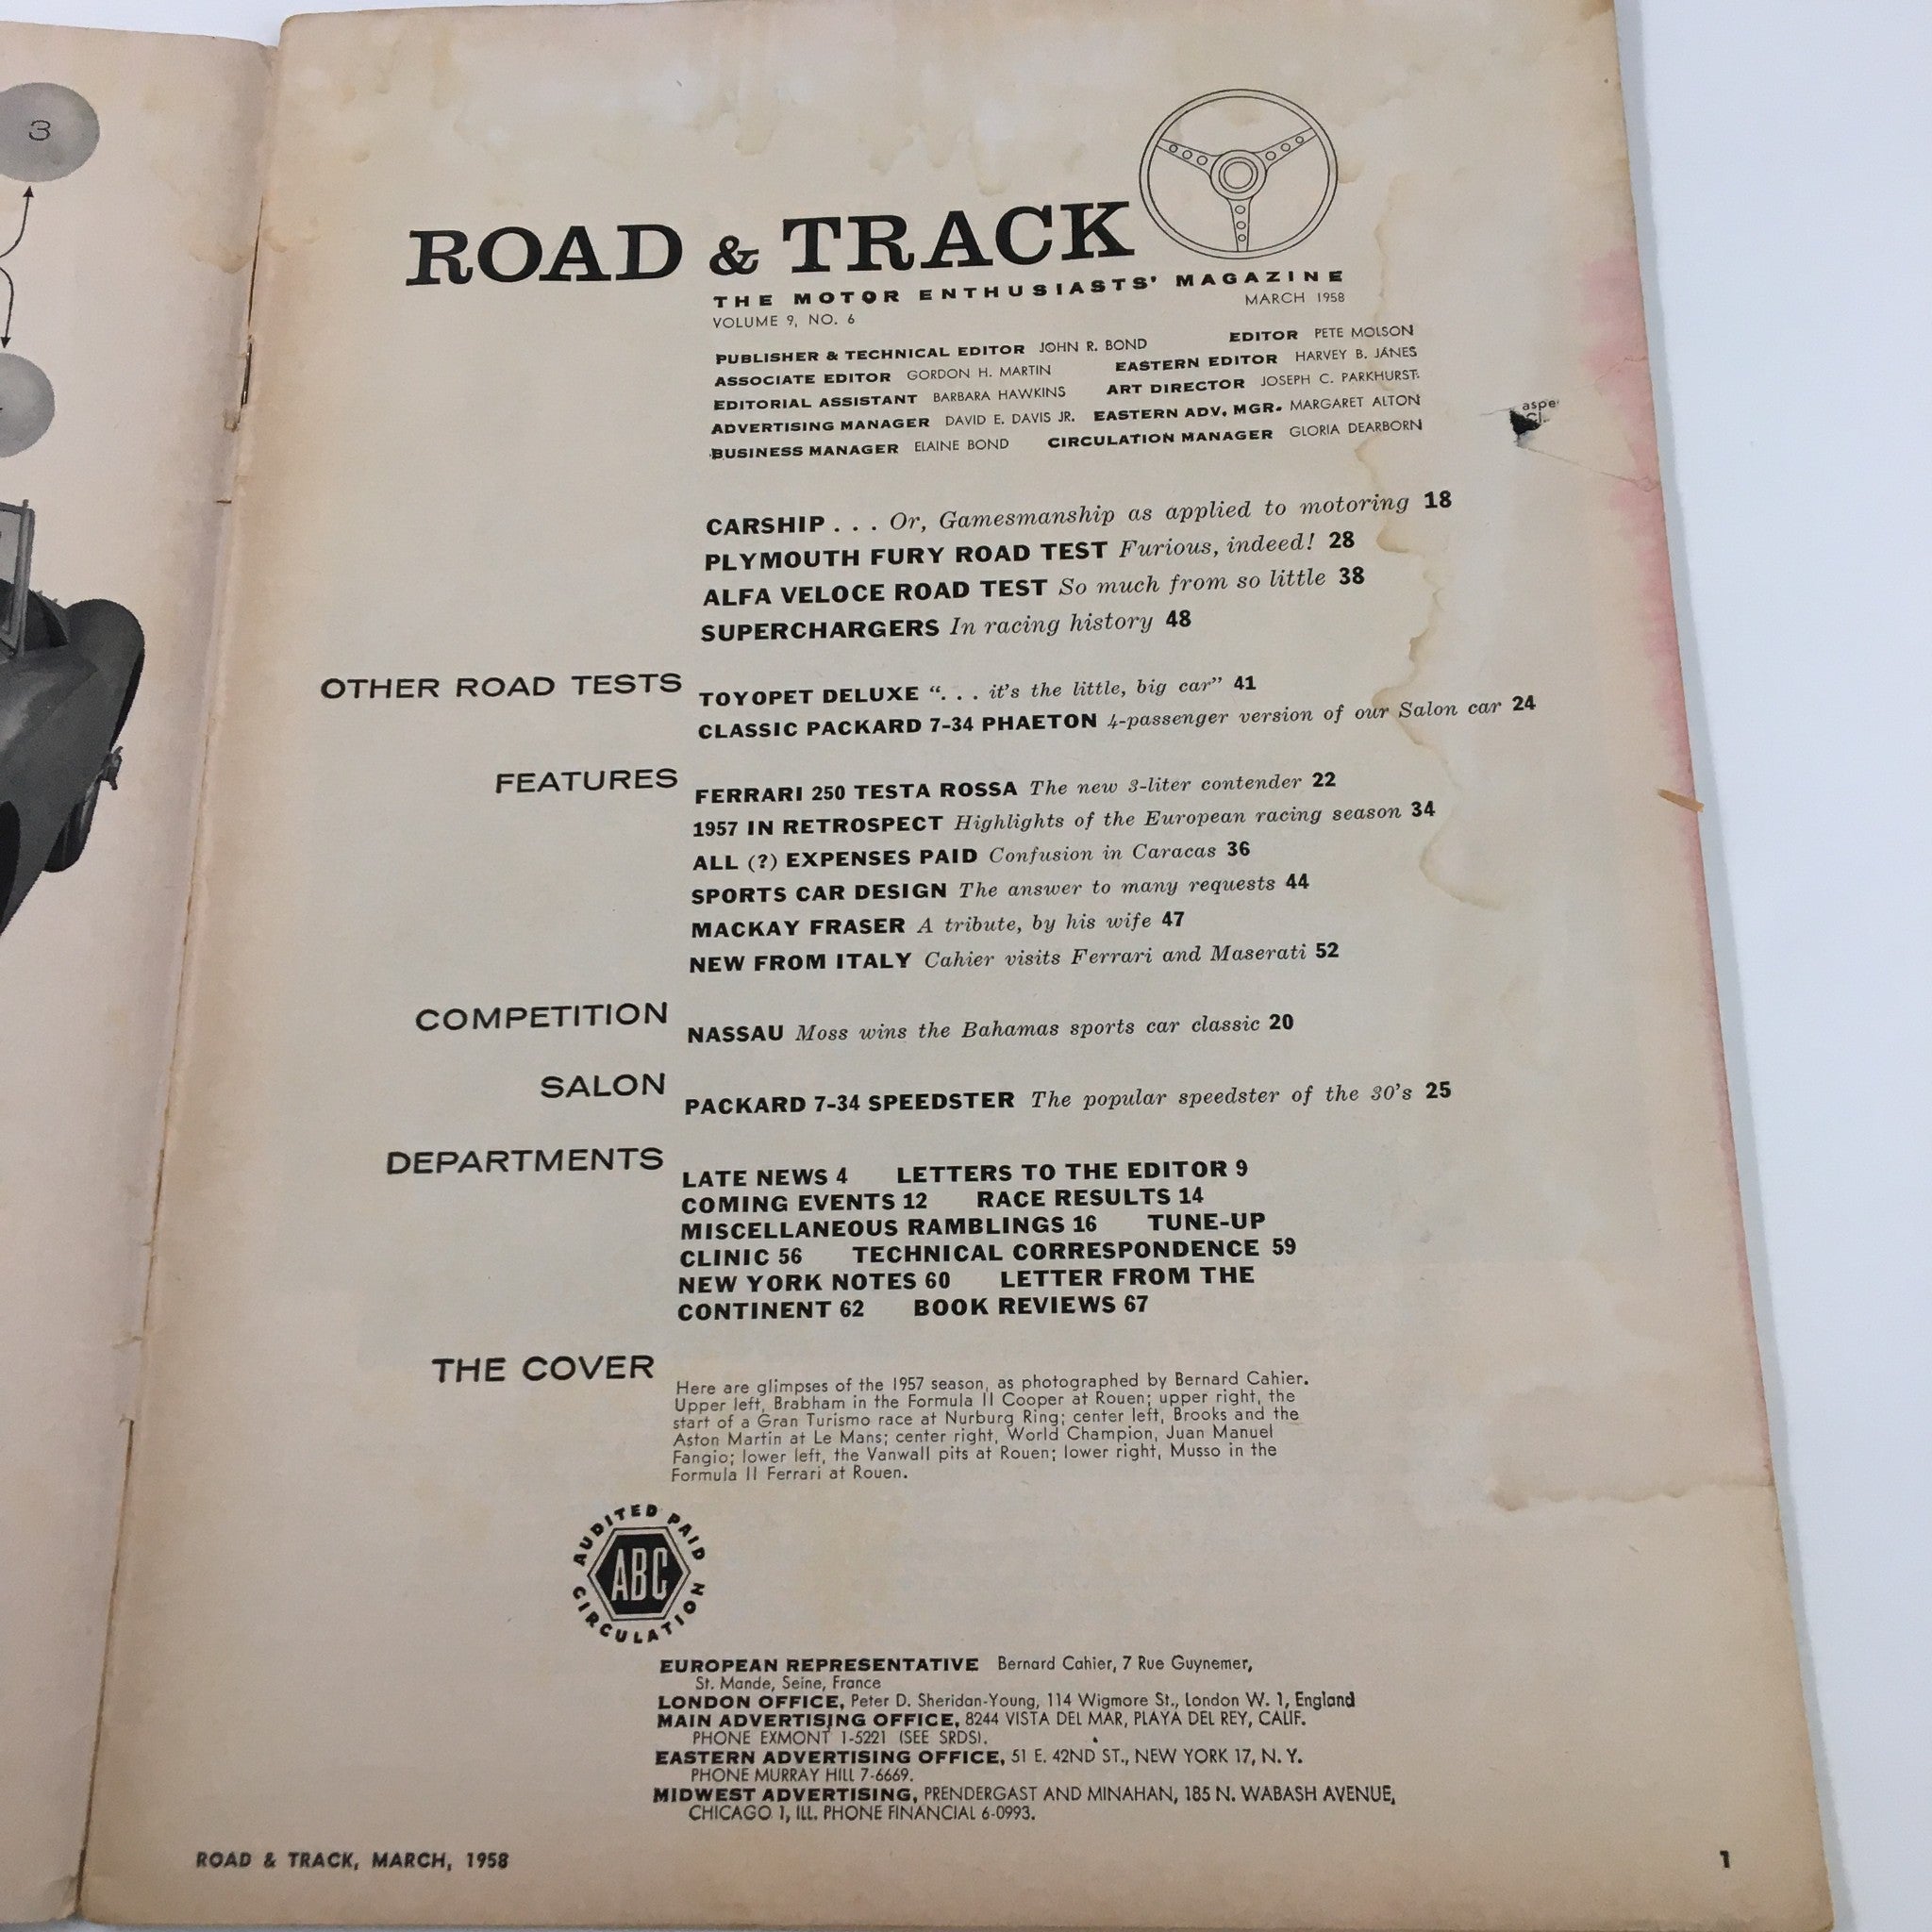 3
ROAD & TRACK
THE MOTOR ENTHUSIASTS' MAGAZINE
VOLUME 9, NO. 6 MARCH 1958
PUBLISHER & TECHNICAL EDITOR JOHN R. BOND EDITOR PETE MOLSON
ASSOCIATE EDITOR GORDON H. MARTIN EASTERN EDITOR HARVEY B. JANES
EDITORIAL ASSISTANT BARBARA HAWKINS ART DIRECTOR JOSEPH C. PARKHURST
ADVERTISING MANAGER DAVID E. DAVIS JR. EASTERN ADV. MGR. MARGARET ALTON
BUSINESS MANAGER ELAINE BOND CIRCULATION MANAGER GLORIA DEARBORN
aspe
CARSHIP . . . Or, Gamesmanship as applied to motoring 18
PLYMOUTH FURY ROAD TEST Furious, indeed! 28
ALFA VELOCE ROAD TEST So much from so little 38
SUPERCHARGERS In racing history 48
OTHER ROAD TESTS
TOYOPET DELUXE “. . . it's the little, big car” 41
CLASSIC PACKARD 7-34 PHAETON 4-passenger version of our Salon car 24
FEATURES
FERRARI 250 TESTA ROSSA The new 3-liter contender 22
1957 IN RETROSPECT Highlights of the European racing season 34
ALL (?) EXPENSES PAID Confusion in Caracas 36
SPORTS CAR DESIGN The answer to many requests 44
MACKAY FRASER A tribute, by his wife 47
NEW FROM ITALY Cahier visits Ferrari and Maserati 52
COMPETITION
NASSAU Moss wins the Bahamas sports car classic 20
SALON
PACKARD 7-34 SPEEDSTER The popular speedster of the 30's 25
DEPARTMENTS
LATE NEWS 4 LETTERS TO THE EDITOR 9
COMING EVENTS 12 RACE RESULTS 14
MISCELLANEOUS RAMBLINGS 16 TUNE-UP
CLINIC 56 TECHNICAL CORRESPONDENCE 59
NEW YORK NOTES 60 LETTER FROM THE
CONTINENT 62 BOOK REVIEWS 67
THE COVER
Here are glimpses of the 1957 season, as photographed by Bernard Cahier.
Upper left, Brabham in the Formula II Cooper at Rouen; upper right, the
start of a Gran Turismo race at Nurburg Ring; center left, Brooks and the
Aston Martin at Le Mans; center right, World Champion, Juan Manuel
Fangio; lower left, the Vanwall pits at Rouen; lower right, Musso in the
Formula II Ferrari at Rouen.
AUDITED PAID
ABC
CIRCULATION
EUROPEAN REPRESENTATIVE Bernard Cahier, 7 Rue Guynemer,
St. Mande, Seine, France
LONDON OFFICE, Peter D. Sheridan-Young, 114 Wigmore St., London W. 1, England
MAIN ADVERTISING OFFICE, 8244 VISTA DEL MAR, PLAYA DEL REY, CALIF.
PHONE EXMONT 1-5221 (SEE SRDS).
EASTERN ADVERTISING OFFICE, 51 E. 42ND ST., NEW YORK 17, N. Y.
PHONE MURRAY HILL 7-6669.
MIDWEST ADVERTISING, PRENDERGAST AND MINAHAN, 185 N. WABASH AVENUE,
CHICAGO 1, ILL. PHONE FINANCIAL 6-0993.
ROAD & TRACK, MARCH, 1958 1